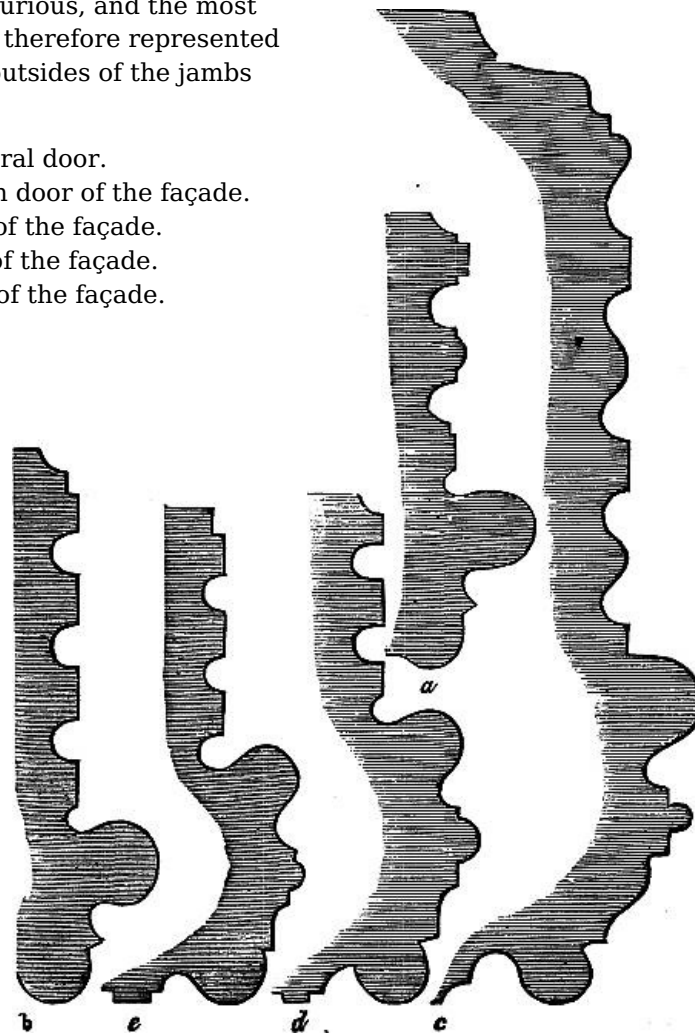 urious, and the most
therefore represented
outsides of the jambs
ral door.
n door of the façade.
of the façade.
of the façade.
of the façade.
a
b
e
d
c